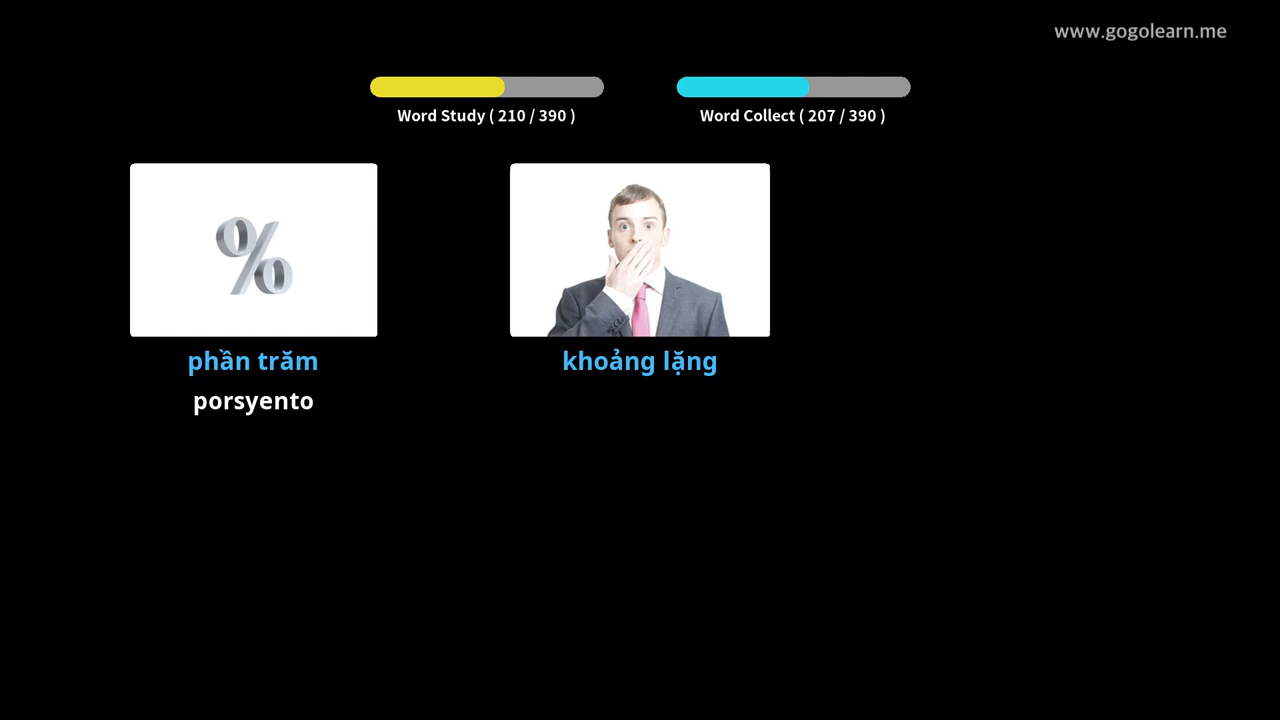 www.gogolearn.me
Word Study ( 210 / 390 )
Word Collect ( 207 / 390 )
%
phần trăm
khoảng lặng
porsyento